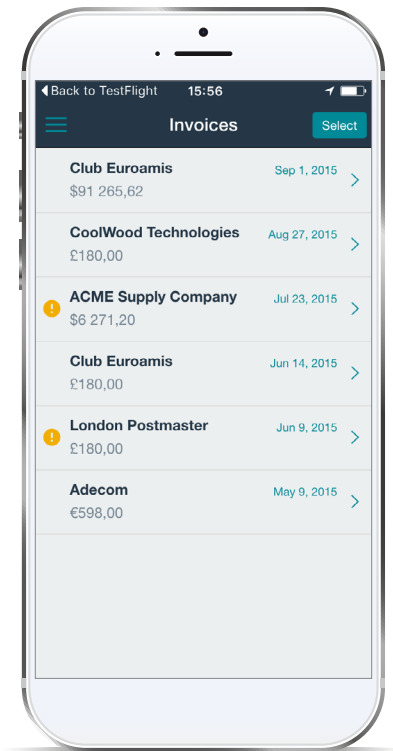 Back to TestFlight 15:56
Invoices Select
Club Euroamis Sep 1, 2015
$91 265,62
CoolWood Technologies Aug 27, 2015
£180,00
ACME Supply Company Jul 23, 2015
$6 271,20
Club Euroamis Jun 14, 2015
£180,00
London Postmaster Jun 9, 2015
£180,00
Adecom May 9, 2015
€598,00